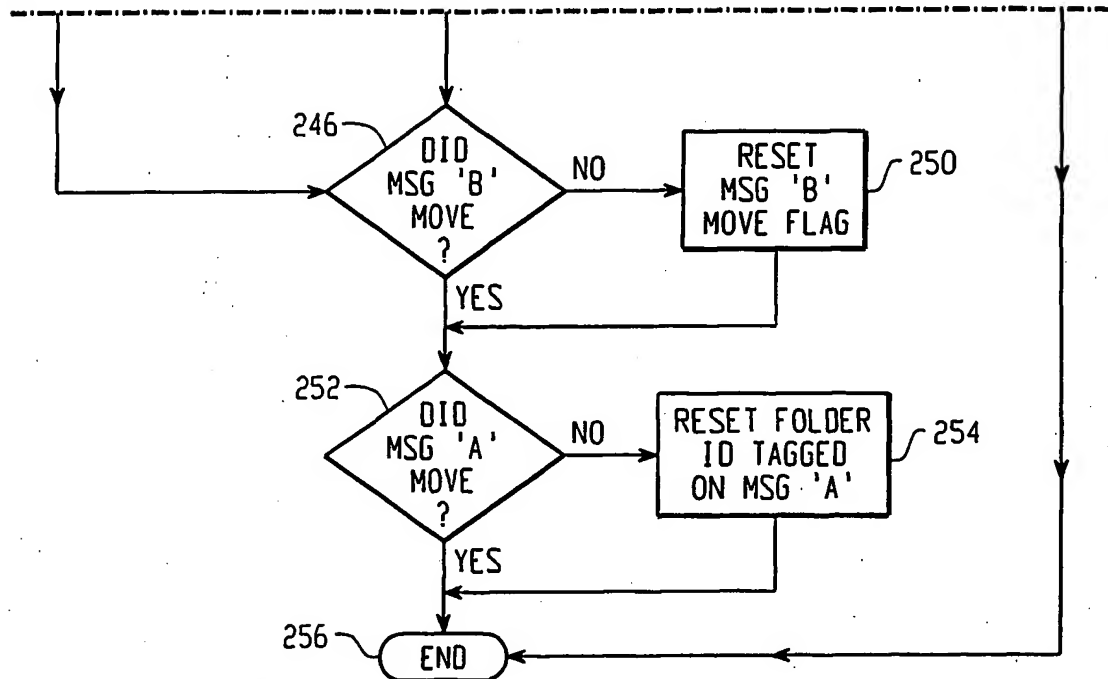 246
DID
MSG 'B'
MOVE
?
NO
RESET
MSG 'B'
MOVE FLAG
250
YES
252
DID
MSG 'A'
MOVE
?
NO
RESET FOLDER
ID TAGGED
ON MSG 'A'
254
YES
256
END